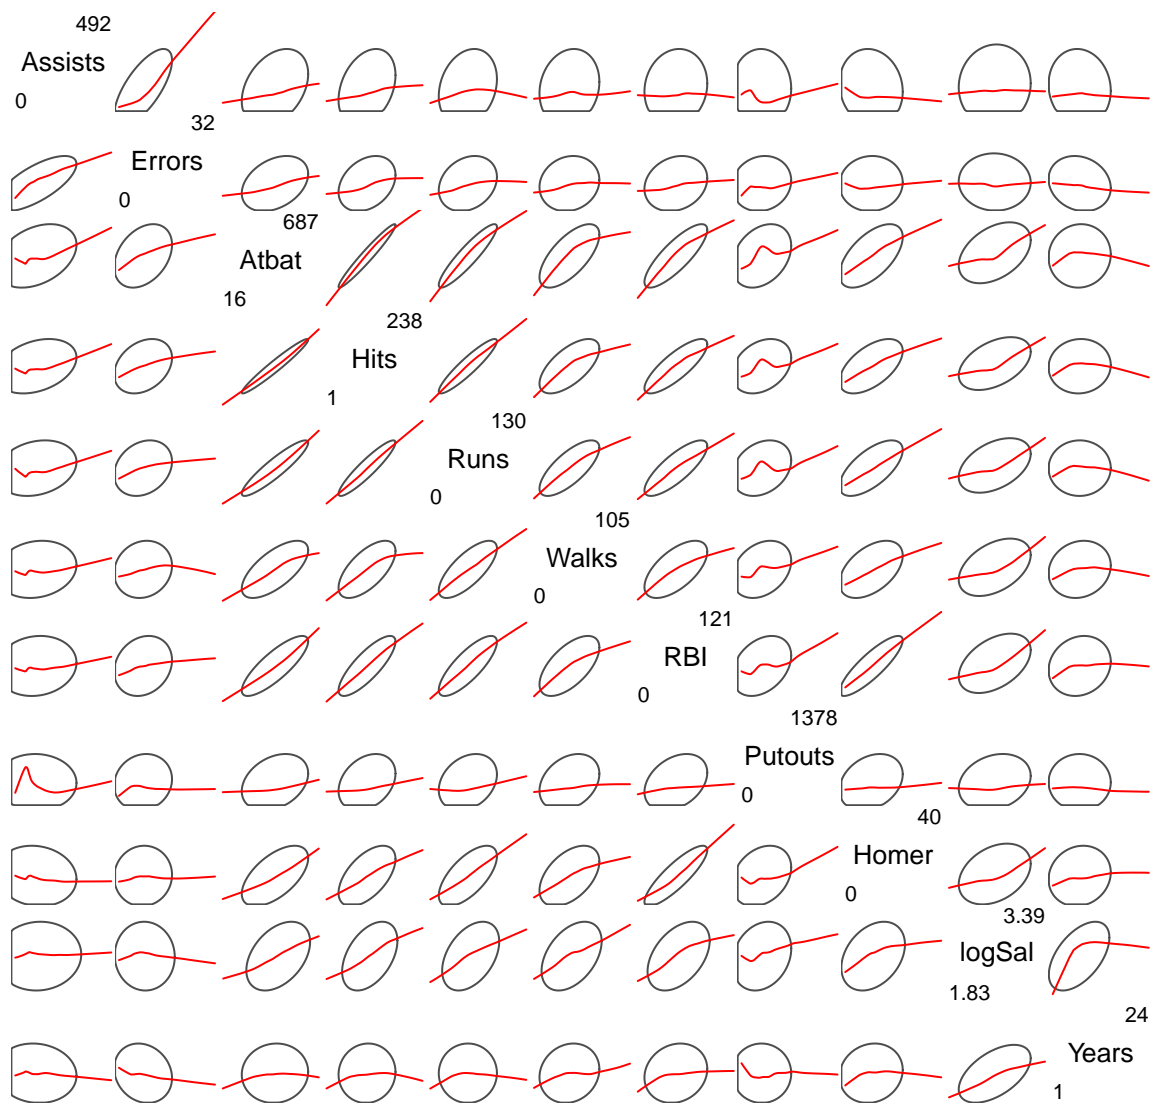 492
Assists
0
32
Errors
0
687
Atbat
16
238
Hits
1
130
Runs
0
105
Walks
0
121
RBI
0
1378
Putouts
0
40
Homer
0
3.39
logSal
1.83
24
Years
1